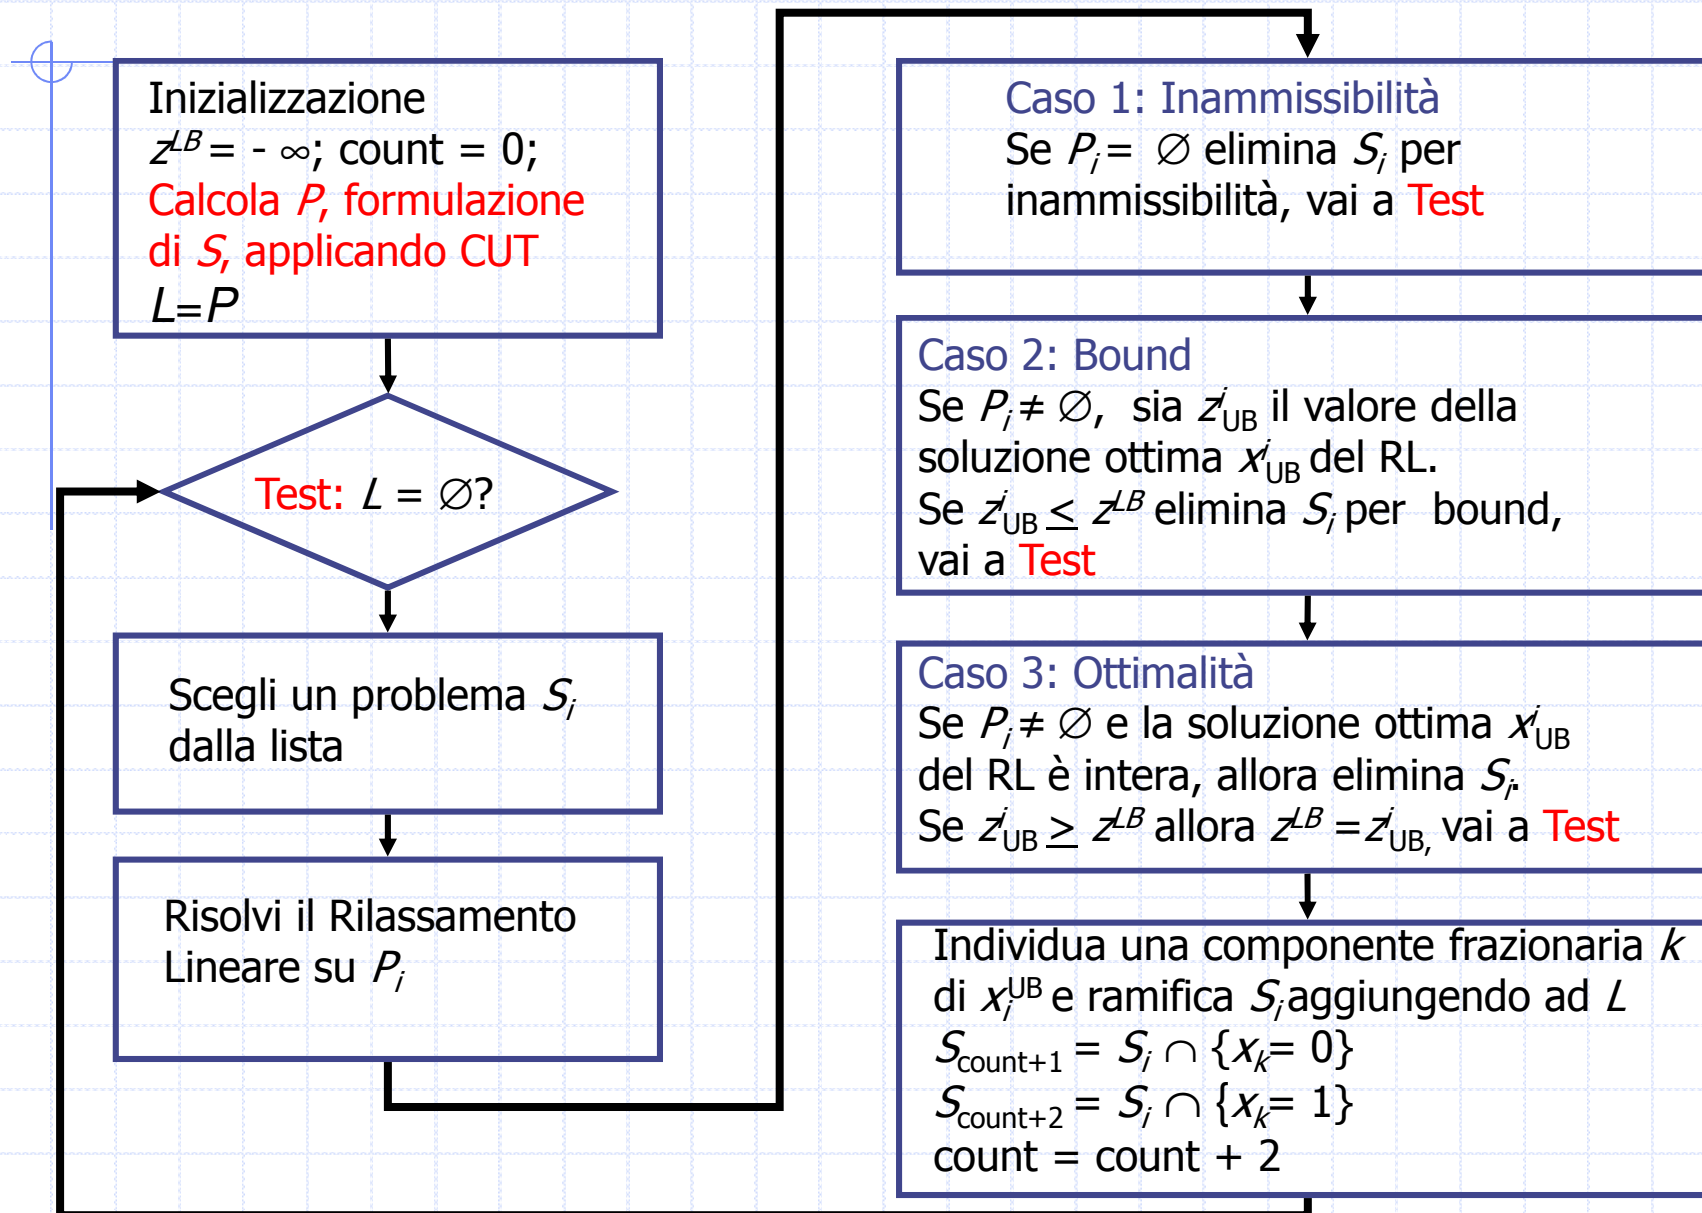 Inizializzazione
z^LB = - ∞; count = 0;
Calcola P, formulazione
di S, applicando CUT
L=P
Test: L = ∅?
Scegli un problema S_i
dalla lista
Risolvi il Rilassamento
Lineare su P_i
Caso 1: Inammissibilità
Se P_i = ∅ elimina S_i per
inammissibilità, vai a Test
Caso 2: Bound
Se P_i ≠ ∅, sia z^i_UB il valore della
soluzione ottima x^i_UB del RL.
Se z^i_UB ≤ z^LB elimina S_i per bound,
vai a Test
Caso 3: Ottimalità
Se P_i ≠ ∅ e la soluzione ottima x^i_UB
del RL è intera, allora elimina S_i.
Se z^i_UB ≥ z^LB allora z^LB = z^i_UB, vai a Test
Individua una componente frazionaria k
di x_i^UB e ramifica S_i aggiungendo ad L
S_count+1 = S_i ∩ {x_k= 0}
S_count+2 = S_i ∩ {x_k= 1}
count = count + 2